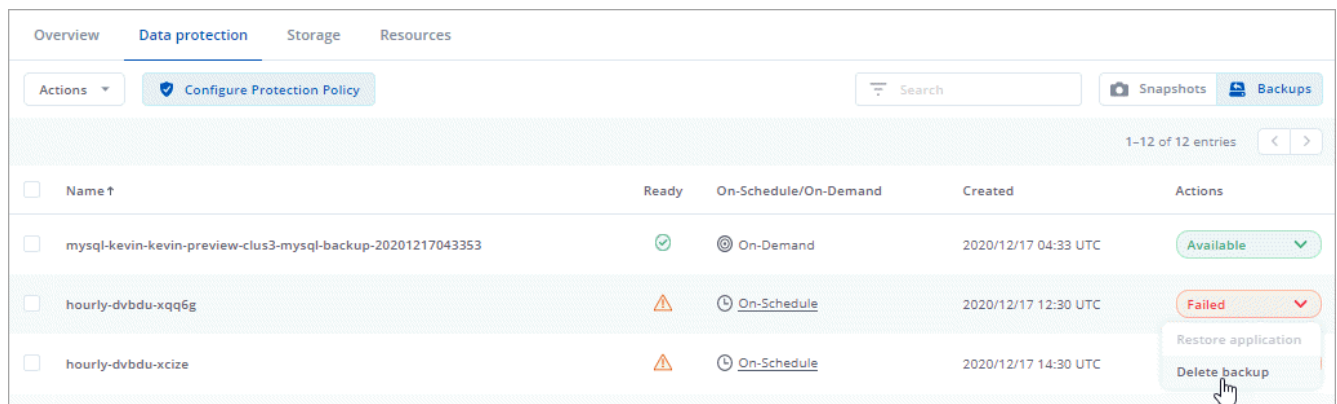 Overview Data protection Storage Resources
Actions Configure Protection Policy Search Snapshots Backups
1–12 of 12 entries
Name↑ Ready On-Schedule/On-Demand Created Actions
mysql-kevin-kevin-preview-clus3-mysql-backup-20201217043353 On-Demand 2020/12/17 04:33 UTC Available
hourly-dvbdu-xqq6g On-Schedule 2020/12/17 12:30 UTC Failed
Restore application
hourly-dvbdu-xcize On-Schedule 2020/12/17 14:30 UTC
Delete backup